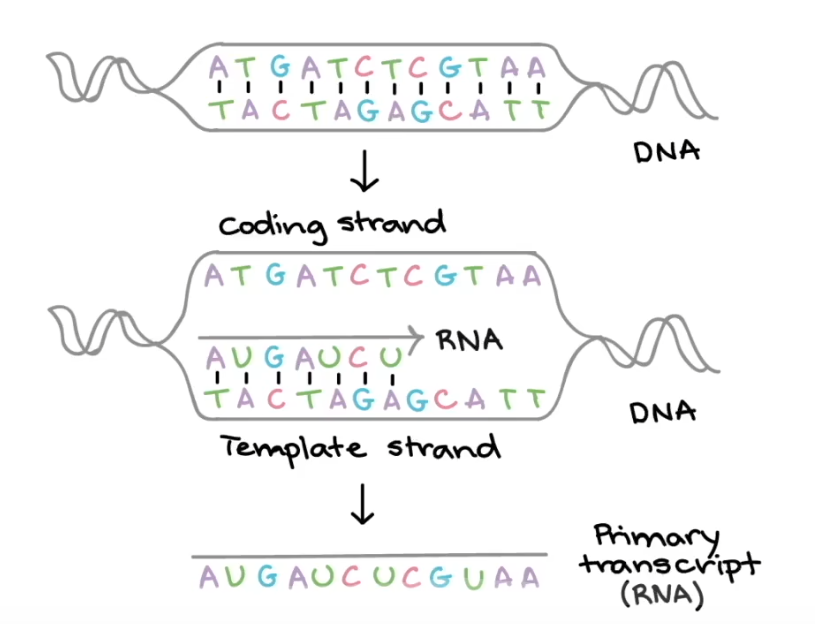 ATGATCTCGTAA
TACTAGAGCATT
DNA
Coding strand
ATGATCTCGTAA
RNA
AUGAUCU
TACTAGAGCATT
DNA
Template strand
Primary
transcript
(RNA)
AUGAUCUCGUAA